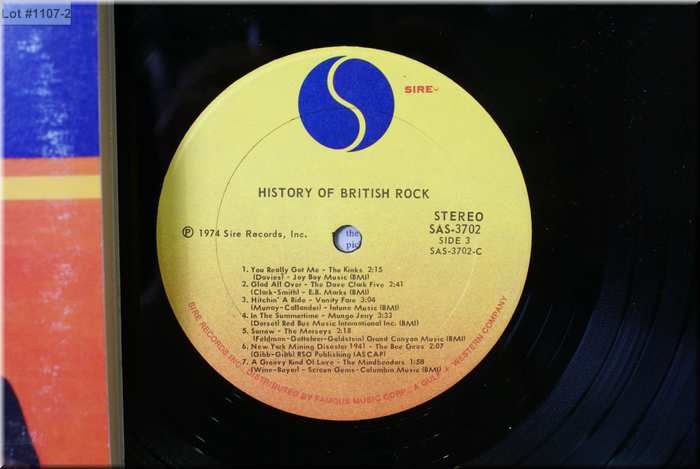 Lot #1107-2
SIRE
HISTORY OF BRITISH ROCK
STEREO
SAS-3702
SIDE 3
SAS-3702-C
℗ 1974 Sire Records, Inc.
the
pic
1. You Really Got Me - The Kinks 2:15
(Davies) - Jay Boy Music (BMI)
2. Glad All Over - The Dave Clark Five 2:41
(Clark-Smith) - E.B. Marks (BMI)
3. Hitchin' A Ride - Vanity Fare 3:04
(Murray-Callander) - Intune Music (BMI)
4. In The Summertime - Mungo Jerry 3:33
(Dorset) Red Bus Music International Inc. (BMI)
5. Sorrow - The Merseys 2:18
(Feldman-Gottehrer-Goldstein) Grand Canyon Music (BMI)
6. New York Mining Disaster 1941 - The Bee Gees 2:07
(Gibb-Gibb) RSO Publishing (ASCAP)
7. A Groovy Kind Of Love - The Mindbenders 1:58
(Wine-Bayer) - Screen Gems-Columbia Music (BMI)
SIRE RECORDS INC. DISTRIBUTED BY FAMOUS MUSIC CORP. A GULF + WESTERN COMPANY